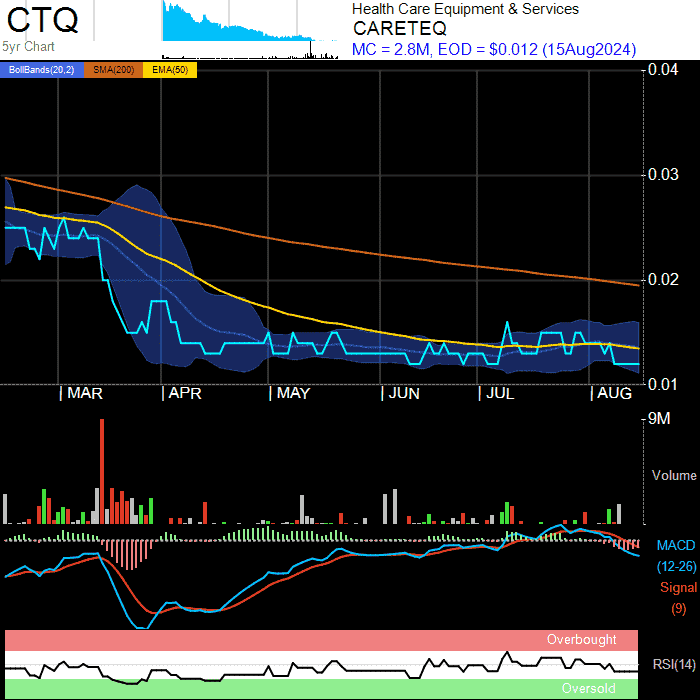 CTQ
5yr Chart
Health Care Equipment & Services
CARETEQ
MC = 2.8M, EOD = $0.012 (15Aug2024)
BollBands(20,2) SMA(200) EMA(50)
0.04
0.03
0.02
0.01
MAR APR MAY JUN JUL AUG
9M
Volume
MACD
(12-26)
Signal
(9)
Overbought
RSI(14)
Oversold